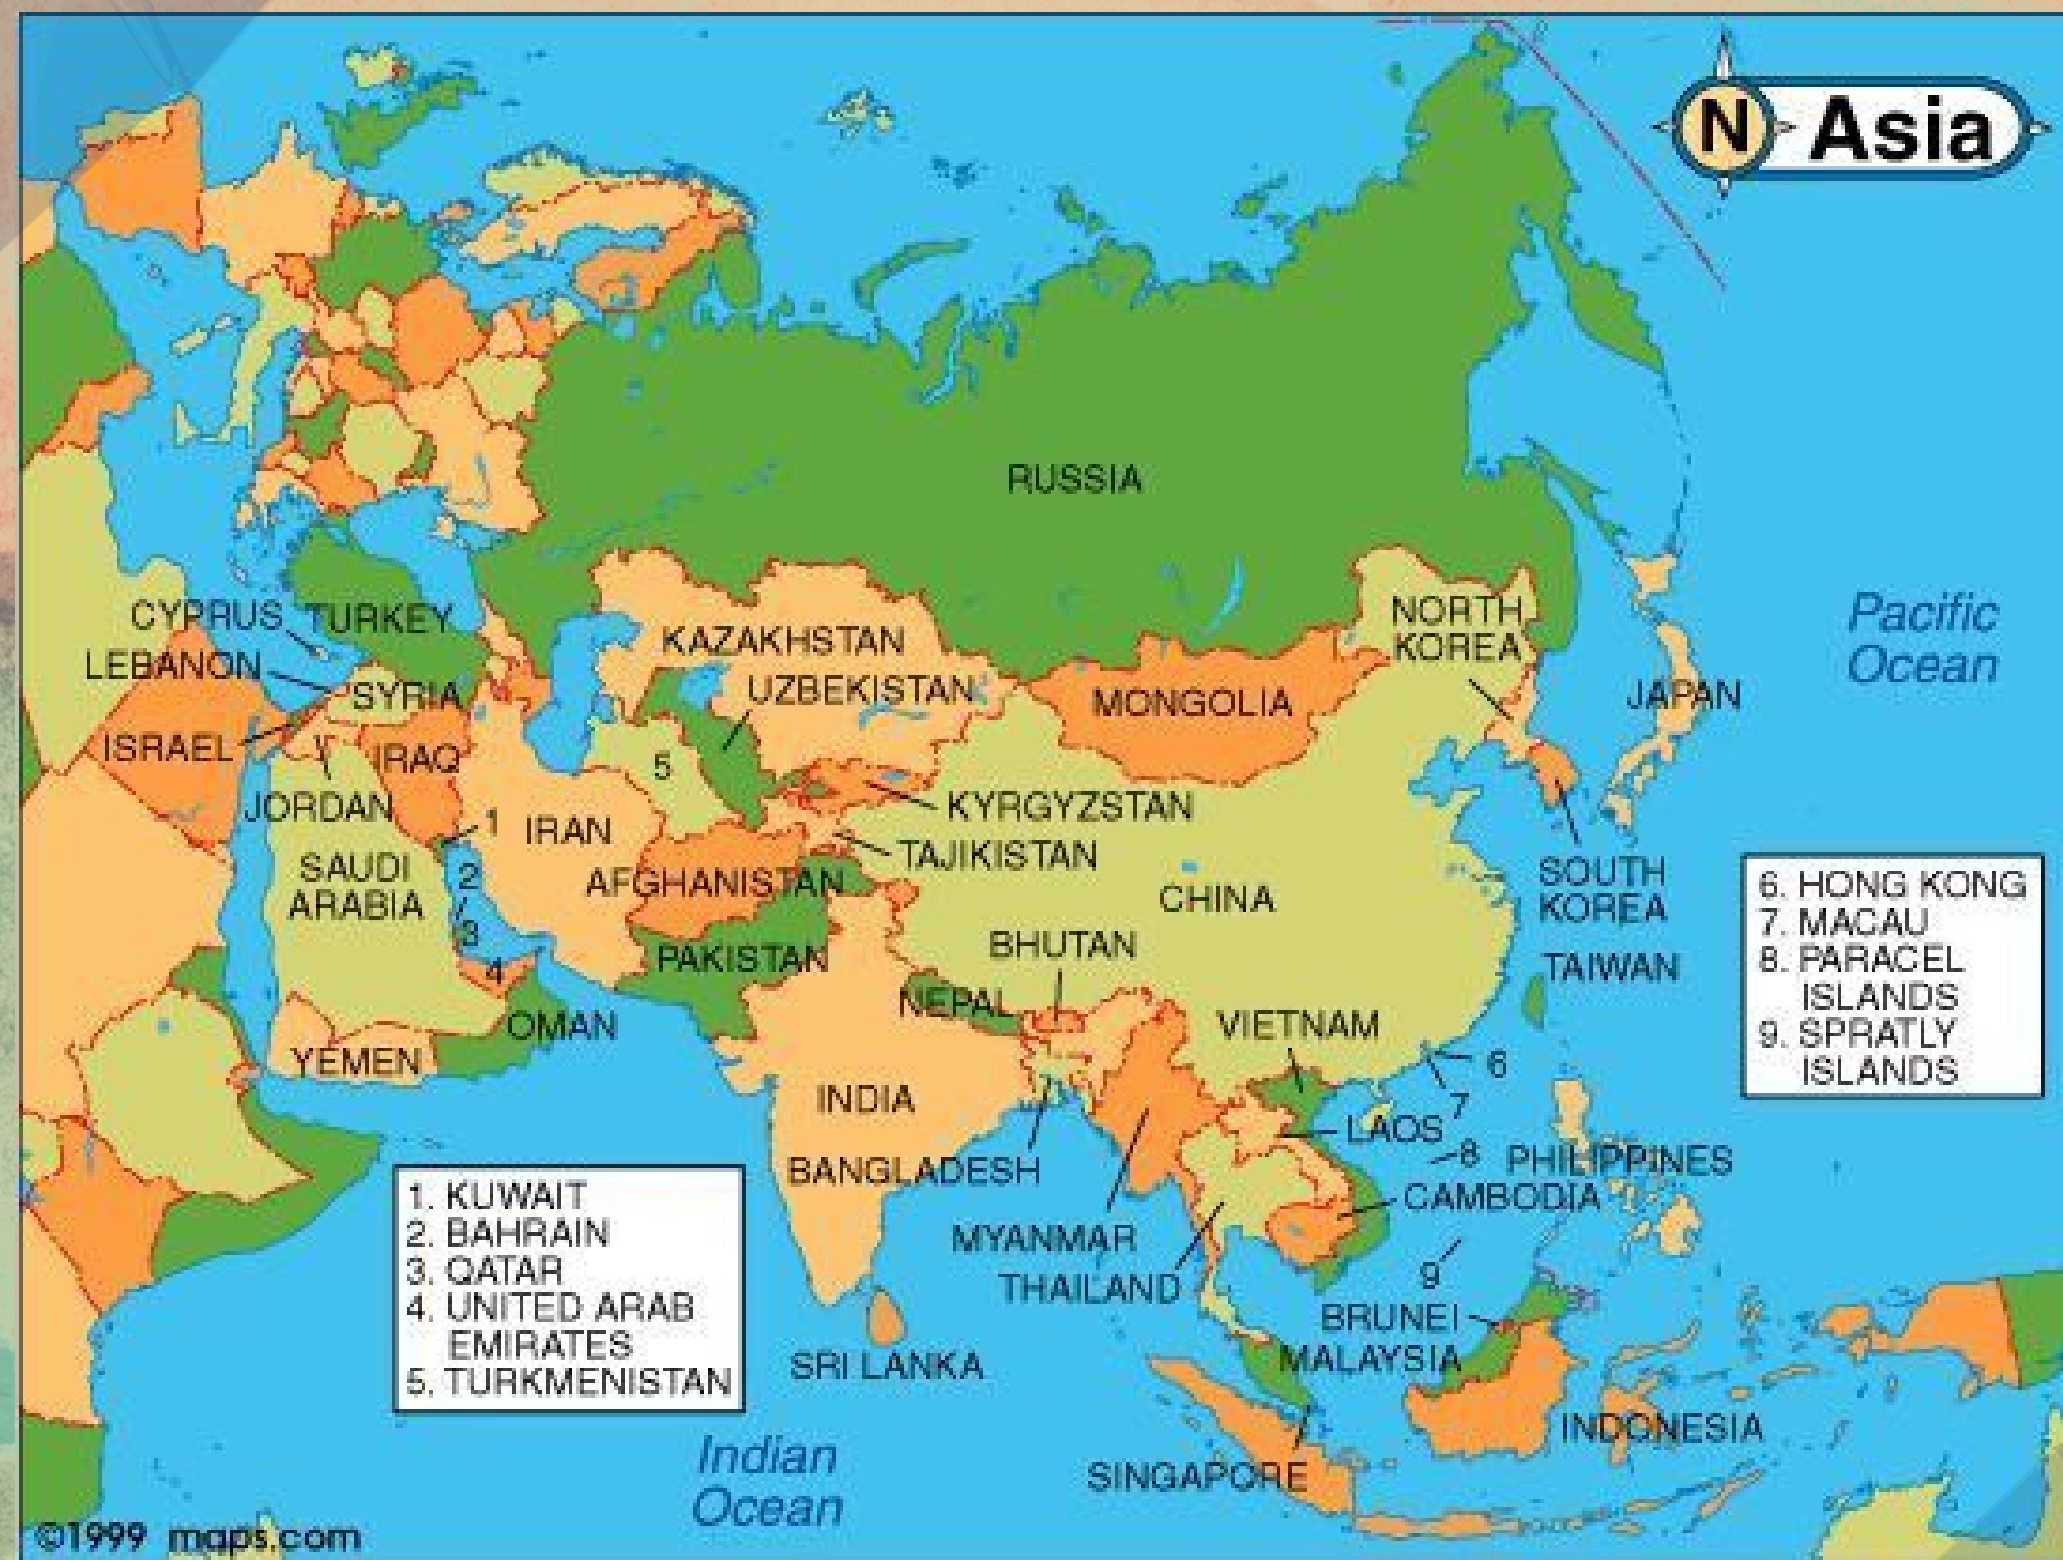 N Asia
RUSSIA
Pacific
Ocean
CYPRUS
TURKEY
LEBANON
SYRIA
ISRAEL
IRAQ
JORDAN
KAZAKHSTAN
UZBEKISTAN
MONGOLIA
NORTH
KOREA
JAPAN
5
KYRGYZSTAN
1
IRAN
TAJIKISTAN
SAUDI
ARABIA
2
3
4
AFGHANISTAN
CHINA
SOUTH
KOREA
PAKISTAN
BHUTAN
TAIWAN
NEPAL
OMAN
VIETNAM
YEMEN
INDIA
6
7
LAOS
8
PHILIPPINES
BANGLADESH
CAMBODIA
MYANMAR
THAILAND
9
BRUNEI
SRI LANKA
MALAYSIA
INDONESIA
SINGAPORE
6. HONG KONG
7. MACAU
8. PARACEL
ISLANDS
9. SPRATLY
ISLANDS
1. KUWAIT
2. BAHRAIN
3. QATAR
4. UNITED ARAB
EMIRATES
5. TURKMENISTAN
Indian
Ocean
©1999 maps.com